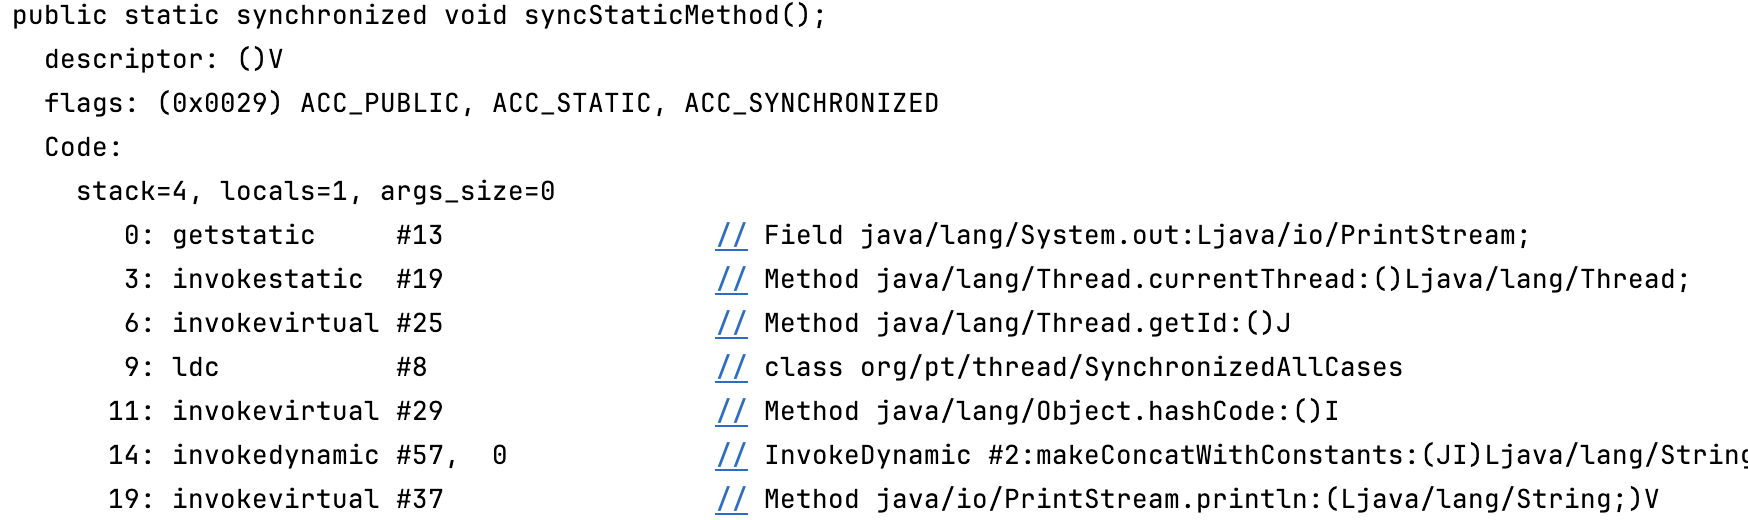 public static synchronized void syncStaticMethod();
descriptor: ()V
flags: (0x0029) ACC_PUBLIC, ACC_STATIC, ACC_SYNCHRONIZED
Code:
stack=4, locals=1, args_size=0
0: getstatic #13 // Field java/lang/System.out:Ljava/io/PrintStream;
3: invokestatic #19 // Method java/lang/Thread.currentThread:()Ljava/lang/Thread;
6: invokevirtual #25 // Method java/lang/Thread.getId:()J
9: ldc #8 // class org/pt/thread/SynchronizedAllCases
11: invokevirtual #29 // Method java/lang/Object.hashCode:()I
14: invokedynamic #57, 0 // InvokeDynamic #2:makeConcatWithConstants:(JI)Ljava/lang/String
19: invokevirtual #37 // Method java/io/PrintStream.println:(Ljava/lang/String;)V